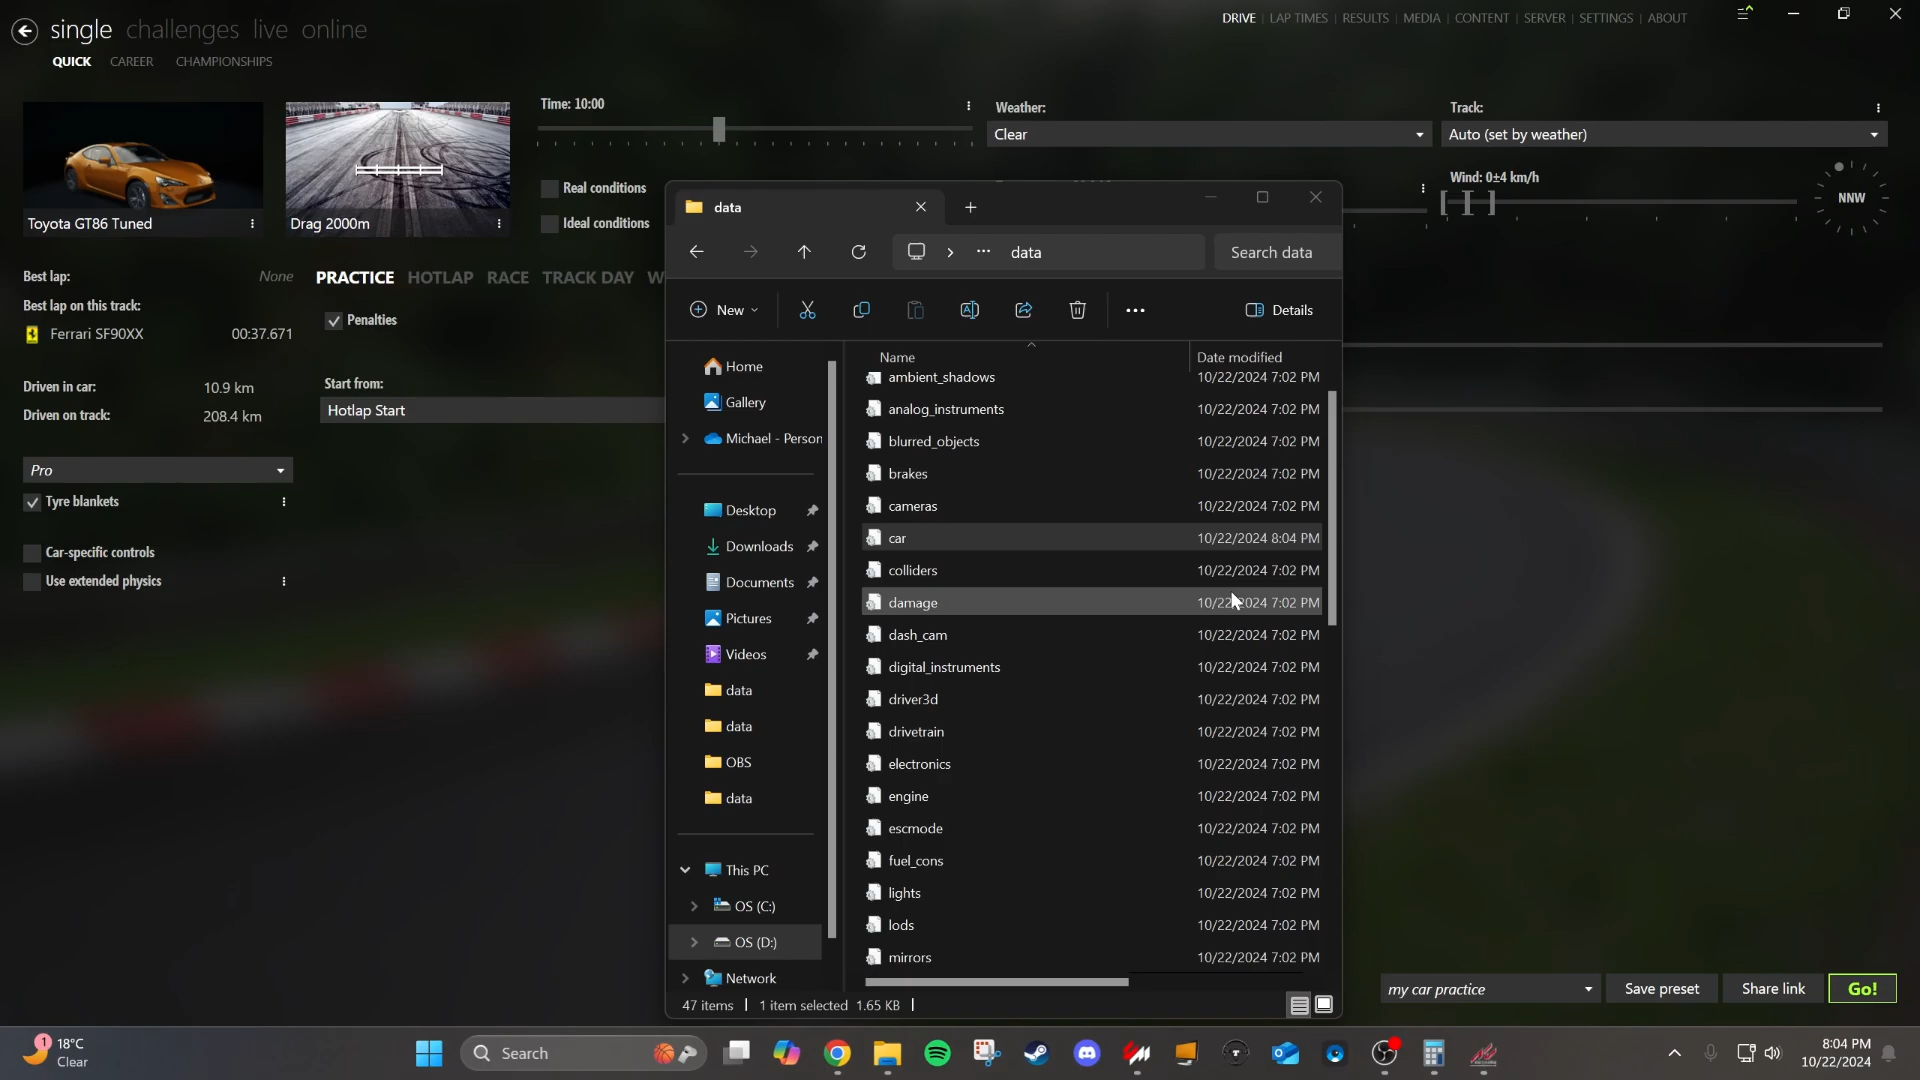 single challenges live online
DRIVE LAP TIMES RESULTS MEDIA CONTENT SERVER SETTINGS ABOUT
QUICK CAREER CHAMPIONSHIPS
Time: 10:00
Weather:
Track:
Clear
Auto (set by weather)
Real conditions
Wind: 0±4 km/h
NNW
Toyota GT86 Tuned
Drag 2000m
Ideal conditions
Best lap: None
PRACTICE HOTLAP RACE TRACK DAY W
Best lap on this track:
Ferrari SF90XX 00:37.671
Penalties
Driven in car: 10.9 km
Start from:
Driven on track: 208.4 km
Hotlap Start
Pro
Tyre blankets
Car-specific controls
Use extended physics
data
data
Search data
New
Details
Home
Gallery
Michael - Person
Desktop
Downloads
Documents
Pictures
Videos
data
data
OBS
data
This PC
OS (C:)
OS (D:)
Network
Name Date modified
ambient_shadows 10/22/2024 7:02 PM
analog_instruments 10/22/2024 7:02 PM
blurred_objects 10/22/2024 7:02 PM
brakes 10/22/2024 7:02 PM
cameras 10/22/2024 7:02 PM
car 10/22/2024 8:04 PM
colliders 10/22/2024 7:02 PM
damage 10/22/2024 7:02 PM
dash_cam 10/22/2024 7:02 PM
digital_instruments 10/22/2024 7:02 PM
driver3d 10/22/2024 7:02 PM
drivetrain 10/22/2024 7:02 PM
electronics 10/22/2024 7:02 PM
engine 10/22/2024 7:02 PM
escmode 10/22/2024 7:02 PM
fuel_cons 10/22/2024 7:02 PM
lights 10/22/2024 7:02 PM
lods 10/22/2024 7:02 PM
mirrors 10/22/2024 7:02 PM
47 items 1 item selected 1.65 KB
my car practice
Save preset
Share link
Go!
1
18°C
Clear
Search
8:04 PM
10/22/2024